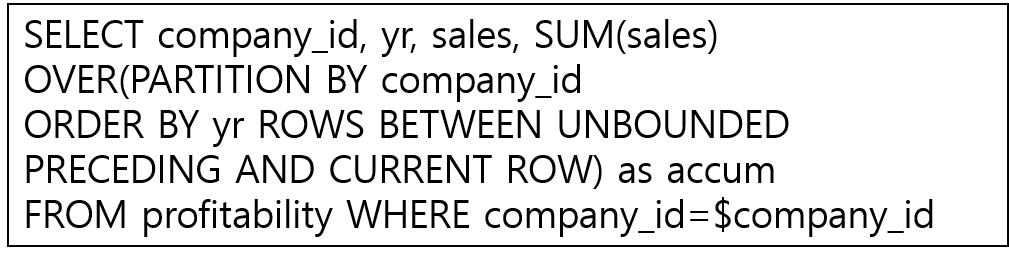 SELECT company_id, yr, sales, SUM(sales)
OVER(PARTITION BY company_id
ORDER BY yr ROWS BETWEEN UNBOUNDED
PRECEDING AND CURRENT ROW) as accum
FROM profitability WHERE company_id=$company_id